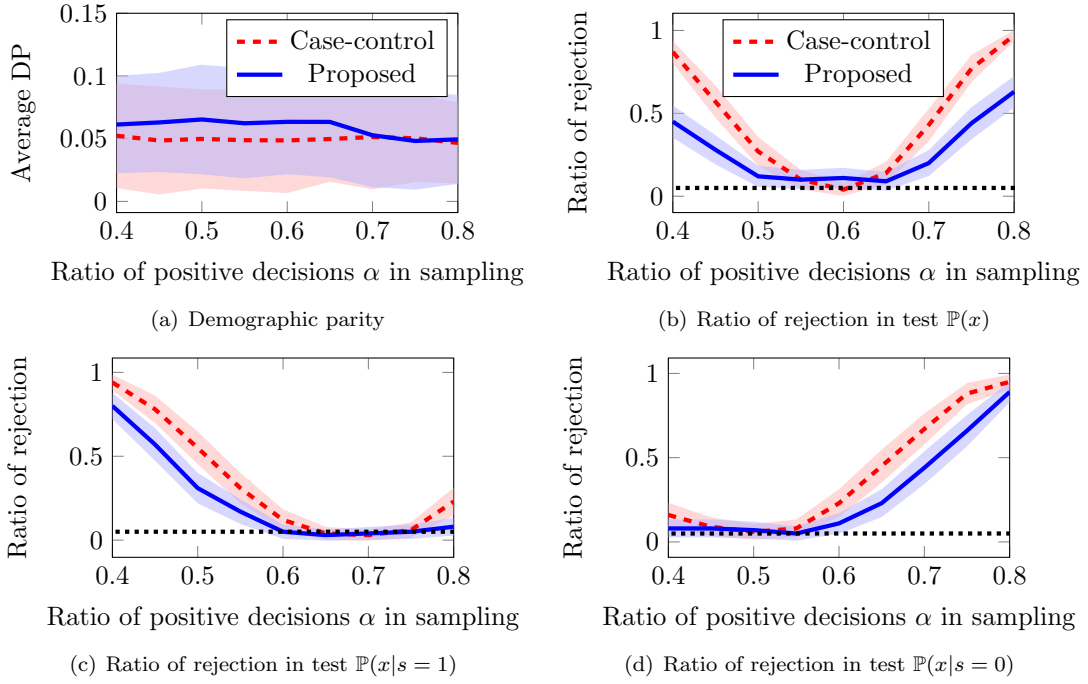 0.15
0.1
0.05
0
Average DP
Case-control
Proposed
0.4 0.5 0.6 0.7 0.8
Ratio of positive decisions α in sampling
(a) Demographic parity
1
0.5
0
Ratio of rejection
Case-control
Proposed
0.4 0.5 0.6 0.7 0.8
Ratio of positive decisions α in sampling
(b) Ratio of rejection in test ℙ(x)
1
0.5
0
Ratio of rejection
0.4 0.5 0.6 0.7 0.8
Ratio of positive decisions α in sampling
(c) Ratio of rejection in test ℙ(x|s = 1)
1
0.5
0
Ratio of rejection
0.4 0.5 0.6 0.7 0.8
Ratio of positive decisions α in sampling
(d) Ratio of rejection in test ℙ(x|s = 0)